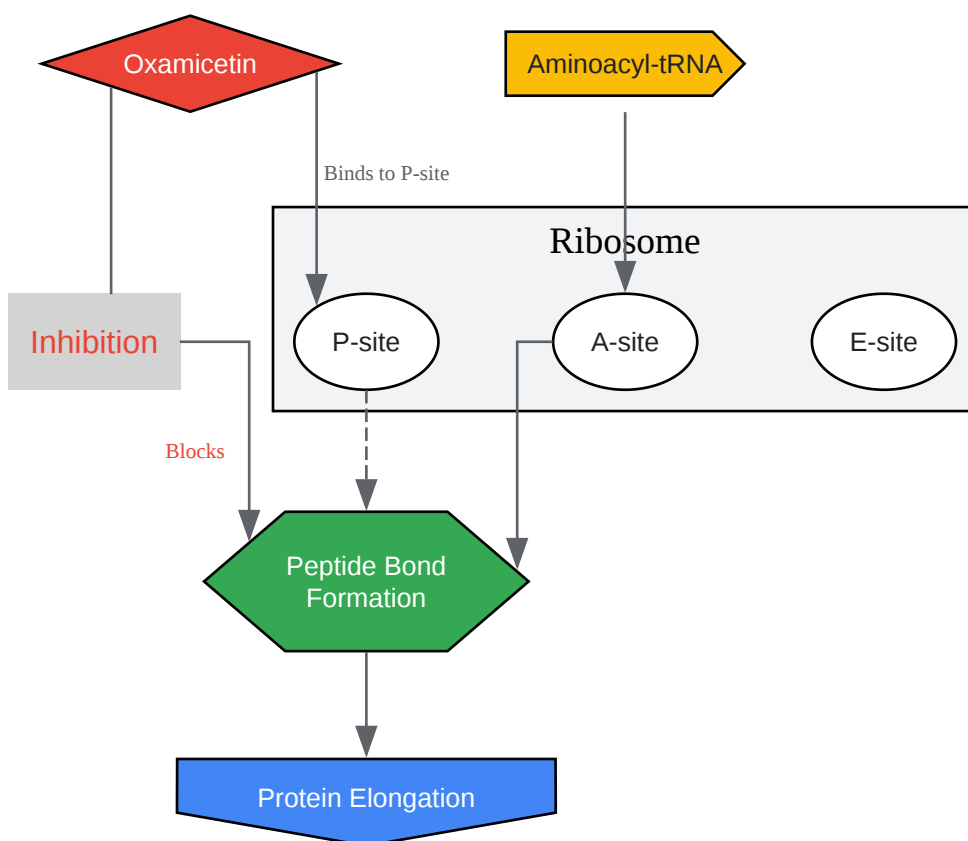 Oxamicetin
Aminoacyl-tRNA
Binds to P-site
Ribosome
Inhibition
P-site
A-site
E-site
Blocks
Peptide Bond
Formation
Protein Elongation